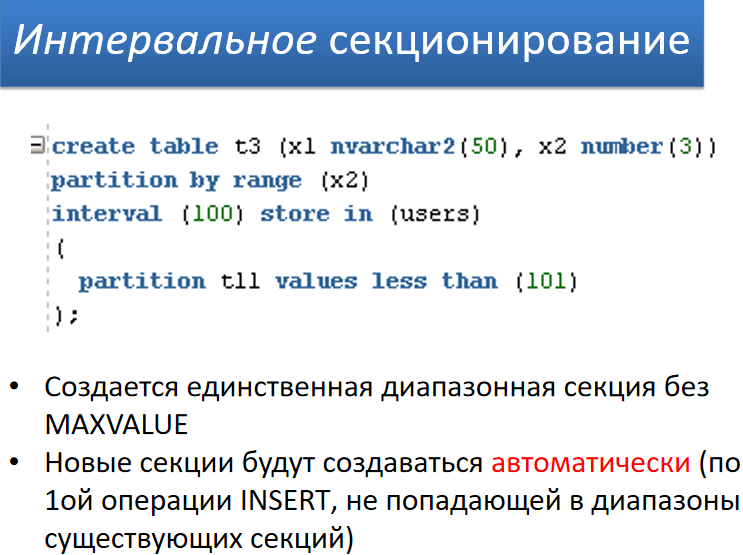 Интервальное секционирование
create table t3 (x1 nvarchar2(50), x2 number(3))
partition by range (x2)
interval (100) store in (users)
(
partition t11 values less than (101)
);
• Создается единственная диапазонная секция без
MAXVALUE
• Новые секции будут создаваться автоматически (по
1ой операции INSERT, не попадающей в диапазоны
существующих секций)